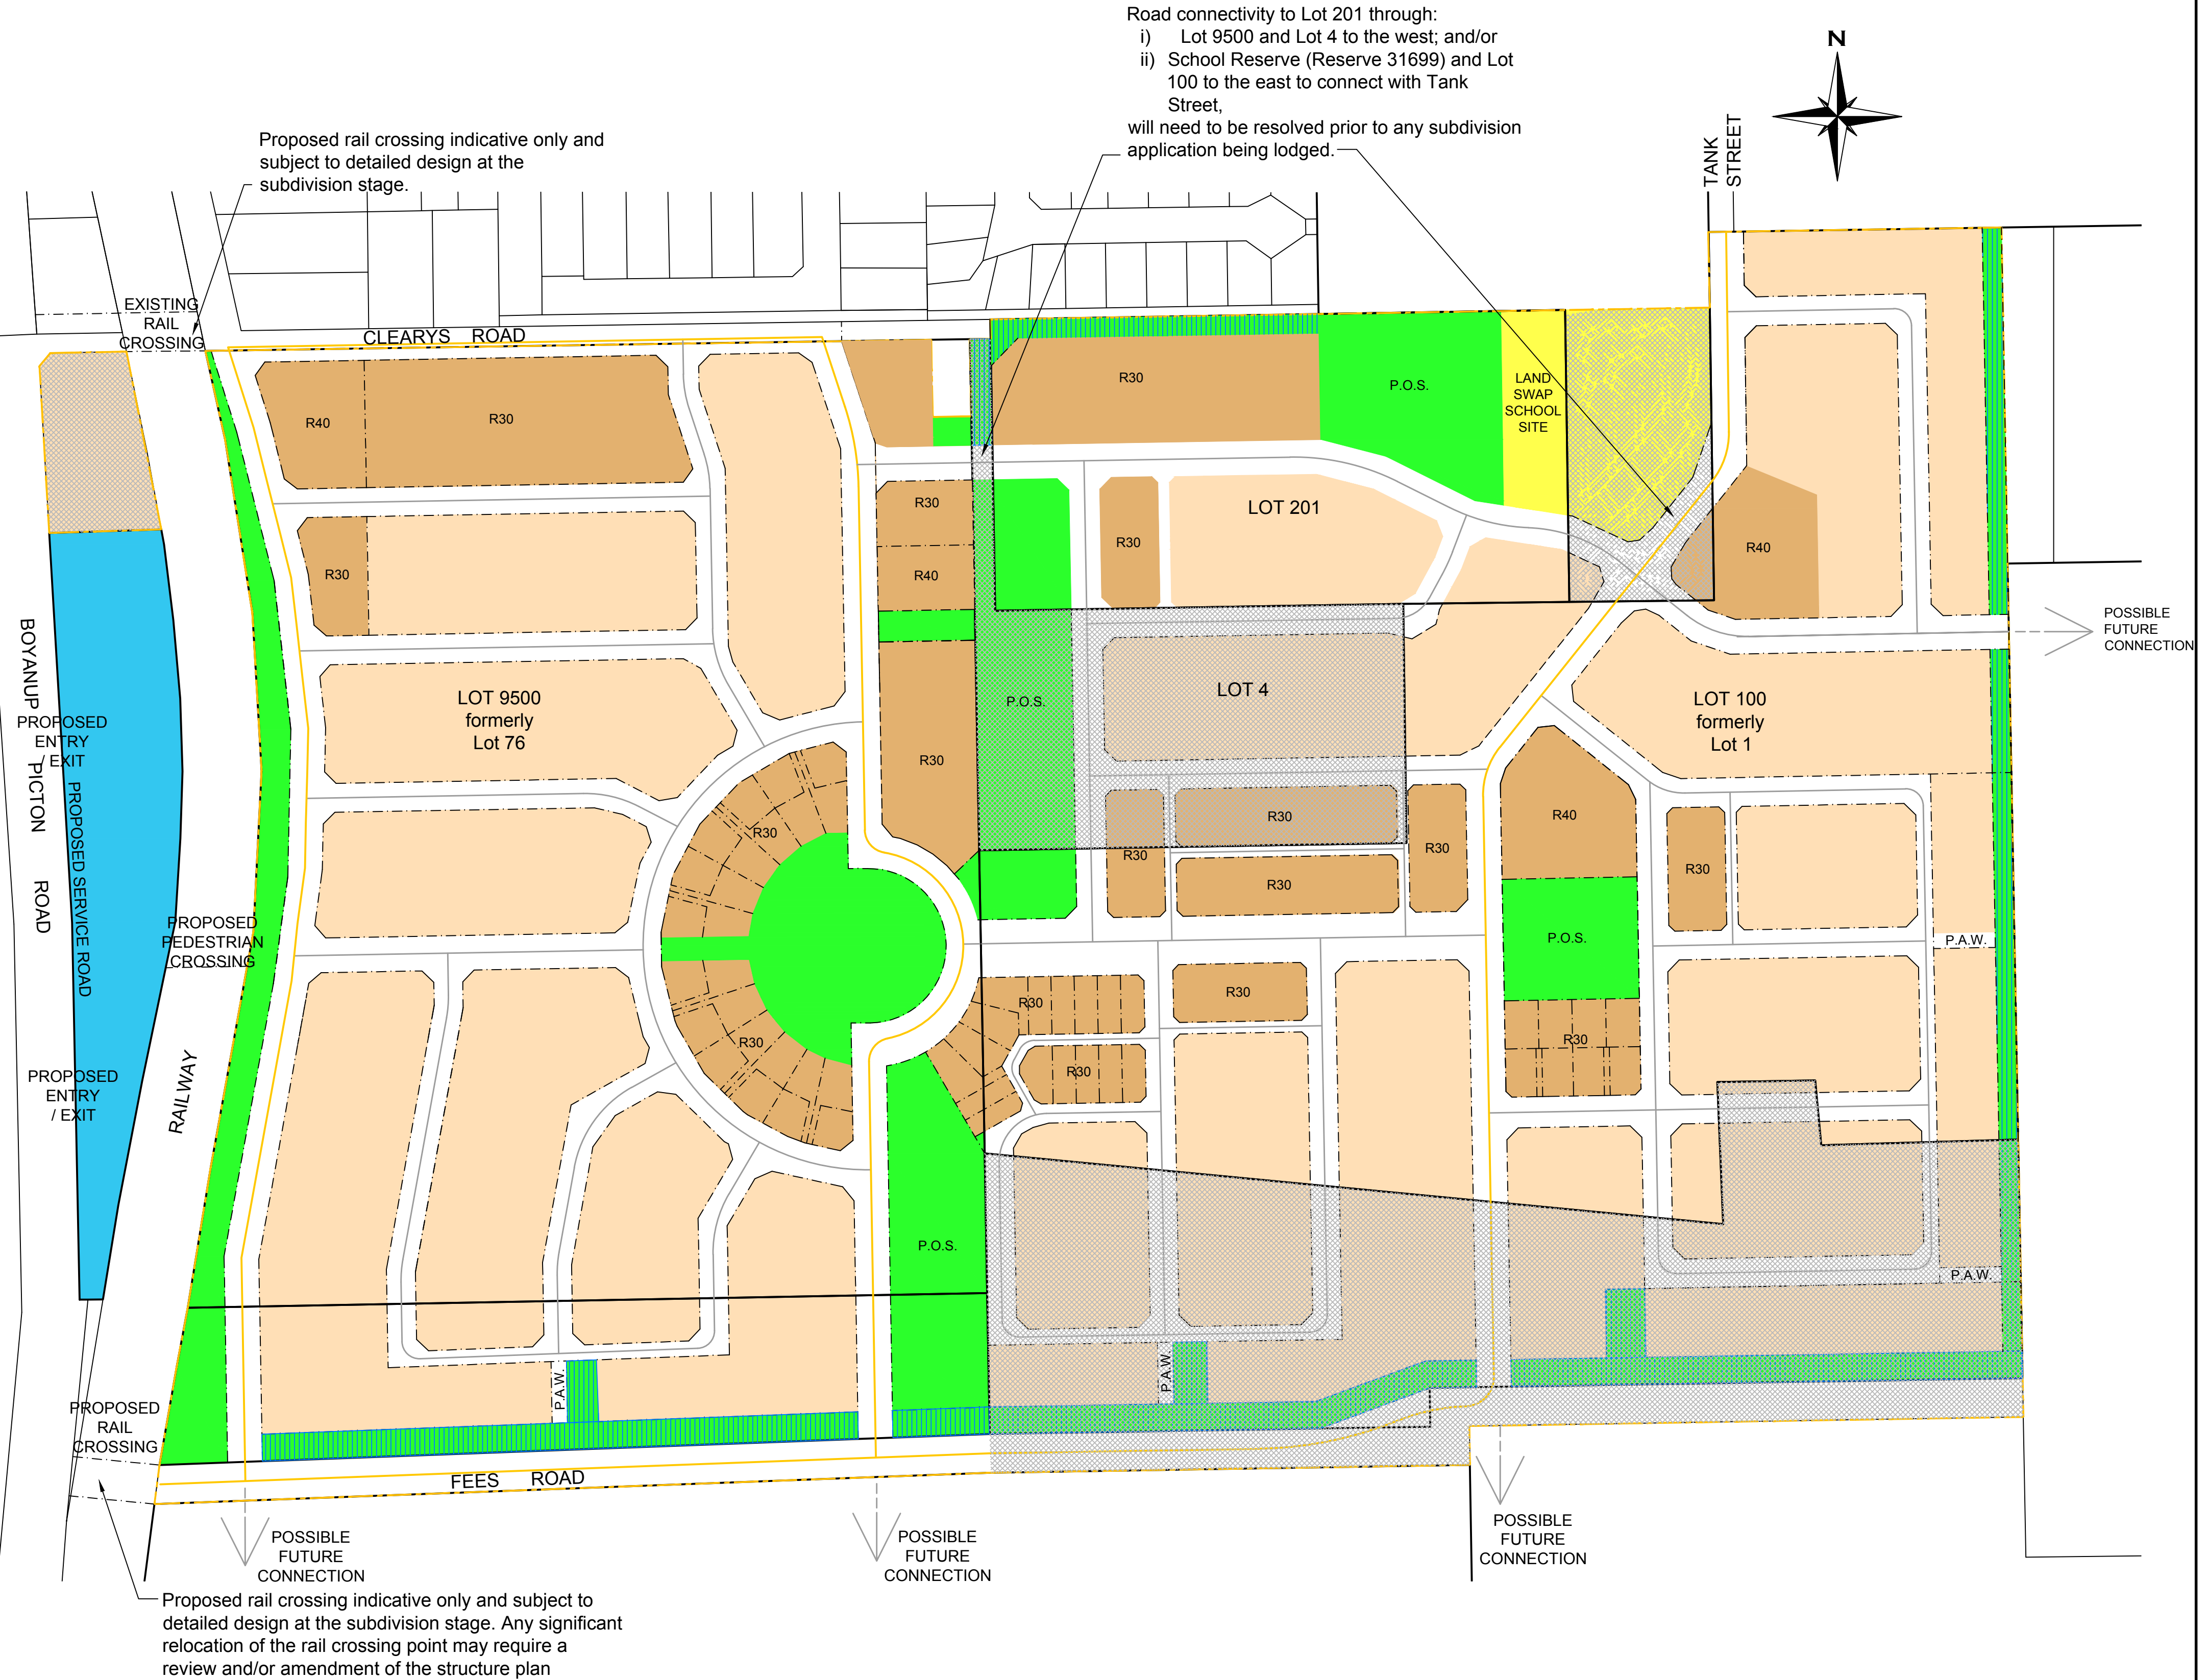 Road connectivity to Lot 201 through:
i) Lot 9500 and Lot 4 to the west; and/or
ii) School Reserve (Reserve 31699) and Lot
100 to the east to connect with Tank
Street,
will need to be resolved prior to any subdivision
application being lodged.
N
TANK
STREET
Proposed rail crossing indicative only and
subject to detailed design at the
subdivision stage.
EXISTING
RAIL
CROSSING
CLEARYS ROAD
R40
R30
R30
P.O.S.
LAND
SWAP
SCHOOL
SITE
R30
R30
R40
R30
LOT 201
R40
POSSIBLE
FUTURE
CONNECTION
BOYANUP PICTON ROAD
PROPOSED
ENTRY
/ EXIT
PROPOSED SERVICE ROAD
LOT 9500
formerly
Lot 76
R30
P.O.S.
LOT 4
LOT 100
formerly
Lot 1
R30
R30
R30
R30
R30
R40
R30
PROPOSED
PEDESTRIAN
CROSSING
P.O.S.
P.A.W.
R30
R30
R30
R30
R30
R30
PROPOSED
ENTRY
/ EXIT
RAILWAY
P.O.S.
P.A.W.
P.A.W.
P.A.W.
PROPOSED
RAIL
CROSSING
FEES ROAD
POSSIBLE
FUTURE
CONNECTION
POSSIBLE
FUTURE
CONNECTION
POSSIBLE
FUTURE
CONNECTION
Proposed rail crossing indicative only and subject to
detailed design at the subdivision stage. Any significant
relocation of the rail crossing point may require a
review and/or amendment of the structure plan